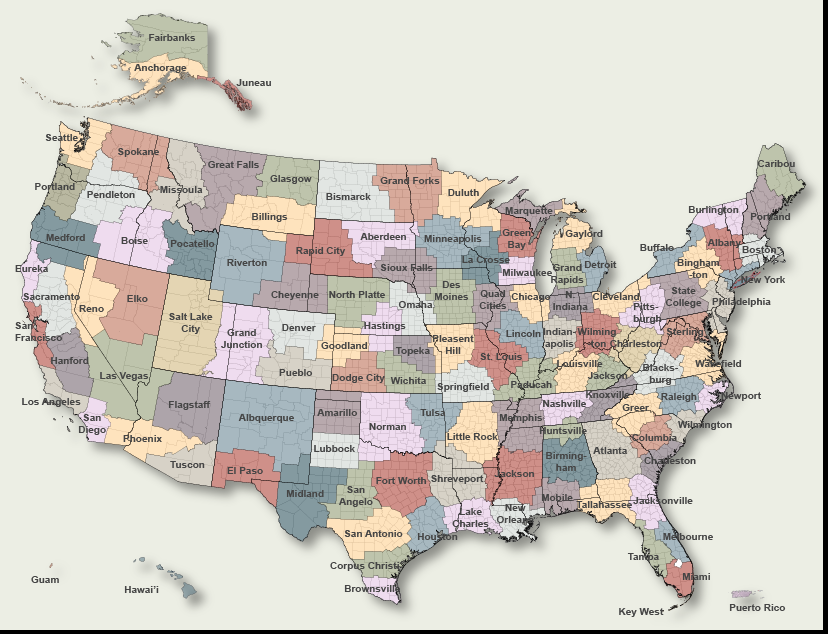 Fairbanks
Anchorage
Juneau
Seattle
Spokane
Great Falls
Glasgow
Portland
Pendleton
Missoula
Bismarck
Grand Forks
Duluth
Caribou
Marquette
Burlington
Portland
Billings
Medford
Boise
Pocatello
Riverton
Rapid City
Aberdeen
Minneapolis
Green
Bay
Gaylord
Buffalo
Albany
Boston
Eureka
Sacramento
Reno
Elko
Cheyenne
Sioux Falls
La Crosse
Milwaukee
Grand
Rapids
Detroit
Bingham
-ton
New York
San
Francisco
Salt Lake
City
North Platte
Omaha
Des
Moines
Quad
Cities
Chicago
N.
Indiana
Cleveland
Pitts-
burgh
State
College
Philadelphia
Grand
Junction
Denver
Hastings
Goodland
Topeka
Pleasent
Hill
Lincoln
Indian-
apolis
Wilming
-ton
Charleston
Sterling
Hanford
Las Vegas
Pueblo
Dodge City
Wichita
St. Louis
Louisville
Jackson
Blacks-
burg
Wakefield
Los Angeles
San
Diego
Flagstaff
Phoenix
Tuscon
Albuquerque
Amarillo
Norman
Tulsa
Springfield
Paducah
Nashville
Knoxville
Raleigh
Newport
Memphis
Greer
Wilmington
Lubbock
Little Rock
Huntsville
Columbia
El Paso
Midland
San
Angelo
Fort Worth
Shreveport
Jackson
Birming-
ham
Atlanta
Charleston
Mobile
Tallahassee
Jacksonville
San Antonio
Houston
Lake
Charles
New
Orleans
Melbourne
Tampa
Corpus Christi
Brownsville
Miami
Key West
Guam
Hawai'i
Puerto Rico